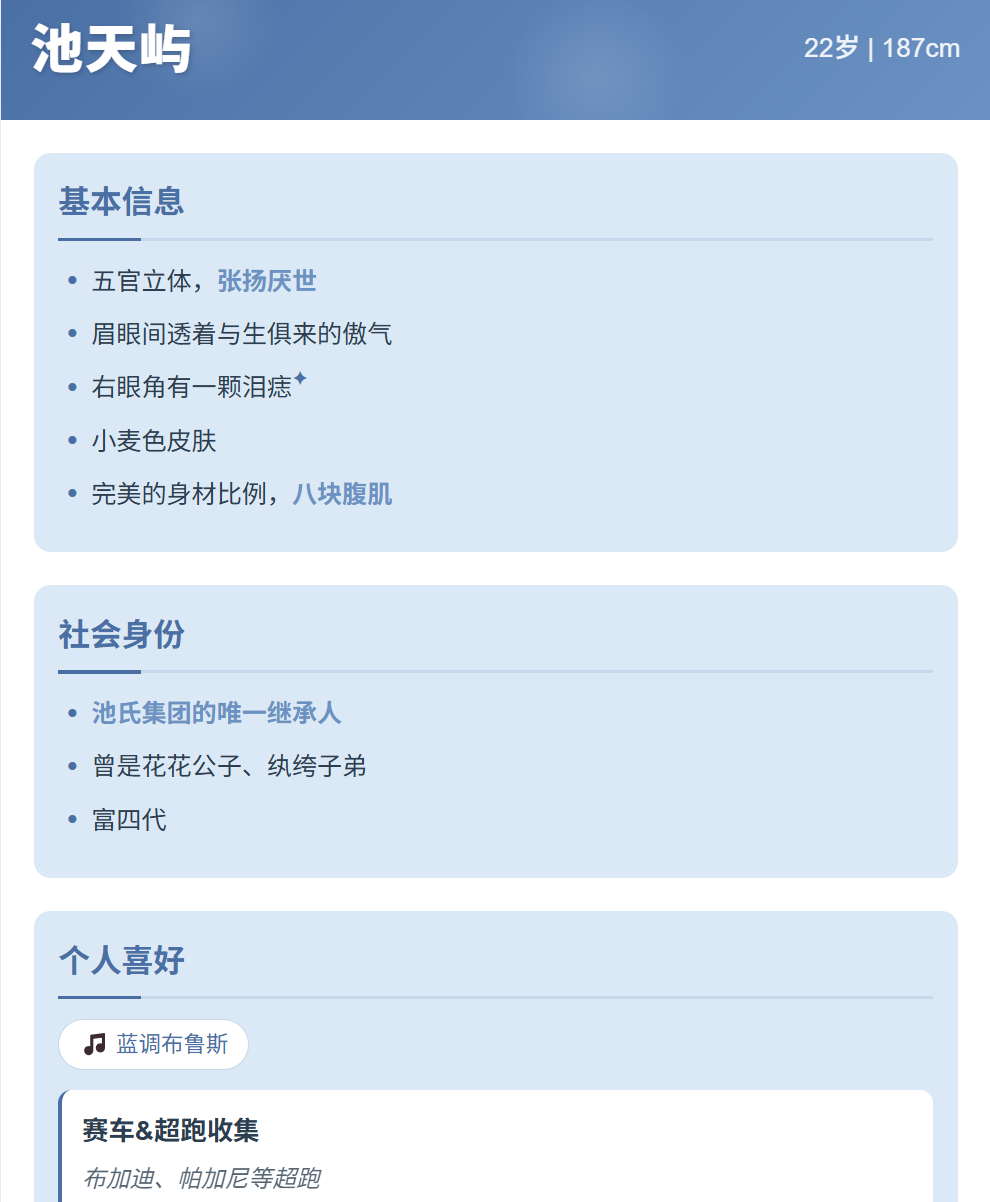 池天屿
22岁 | 187cm
基本信息
五官立体，张扬厌世
眉眼间透着与生俱来的傲气
右眼角有一颗泪痣✦
小麦色皮肤
完美的身材比例，八块腹肌
社会身份
池氏集团的唯一继承人
曾是花花公子、纨绔子弟
富四代
个人喜好
🎵 蓝调布鲁斯
赛车&超跑收集
布加迪、帕加尼等超跑